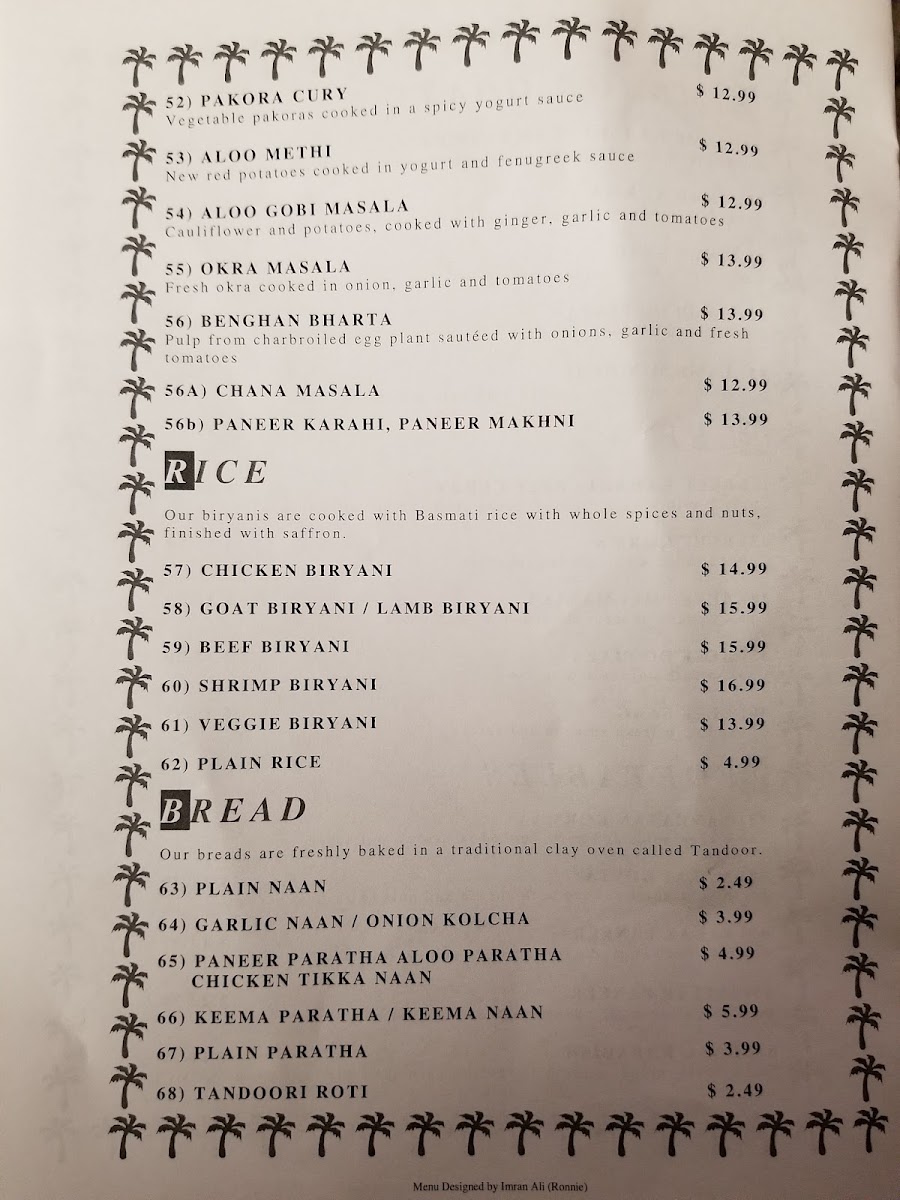 52) PAKORA CURY $ 12.99
Vegetable pakoras cooked in a spicy yogurt sauce
53) ALOO METHI $ 12.99
New red potatoes cooked in yogurt and fenugreek sauce
54) ALOO GOBI MASALA $ 12.99
Cauliflower and potatoes, cooked with ginger, garlic and tomatoes
55) OKRA MASALA $ 13.99
Fresh okra cooked in onion, garlic and tomatoes
56) BENGHAN BHARTA $ 13.99
Pulp from charbroiled egg plant sautéed with onions, garlic and fresh
tomatoes
56A) CHANA MASALA $ 12.99
56b) PANEER KARAHI, PANEER MAKHNI $ 13.99
RICE
Our biryanis are cooked with Basmati rice with whole spices and nuts,
finished with saffron.
57) CHICKEN BIRYANI $ 14.99
58) GOAT BIRYANI / LAMB BIRYANI $ 15.99
59) BEEF BIRYANI $ 15.99
60) SHRIMP BIRYANI $ 16.99
61) VEGGIE BIRYANI $ 13.99
62) PLAIN RICE $ 4.99
BREAD
Our breads are freshly baked in a traditional clay oven called Tandoor.
63) PLAIN NAAN $ 2.49
64) GARLIC NAAN / ONION KOLCHA $ 3.99
65) PANEER PARATHA ALOO PARATHA $ 4.99
CHICKEN TIKKA NAAN
66) KEEMA PARATHA / KEEMA NAAN $ 5.99
67) PLAIN PARATHA $ 3.99
68) TANDOORI ROTI $ 2.49
Menu Designed by Imran Ali (Ronnie)